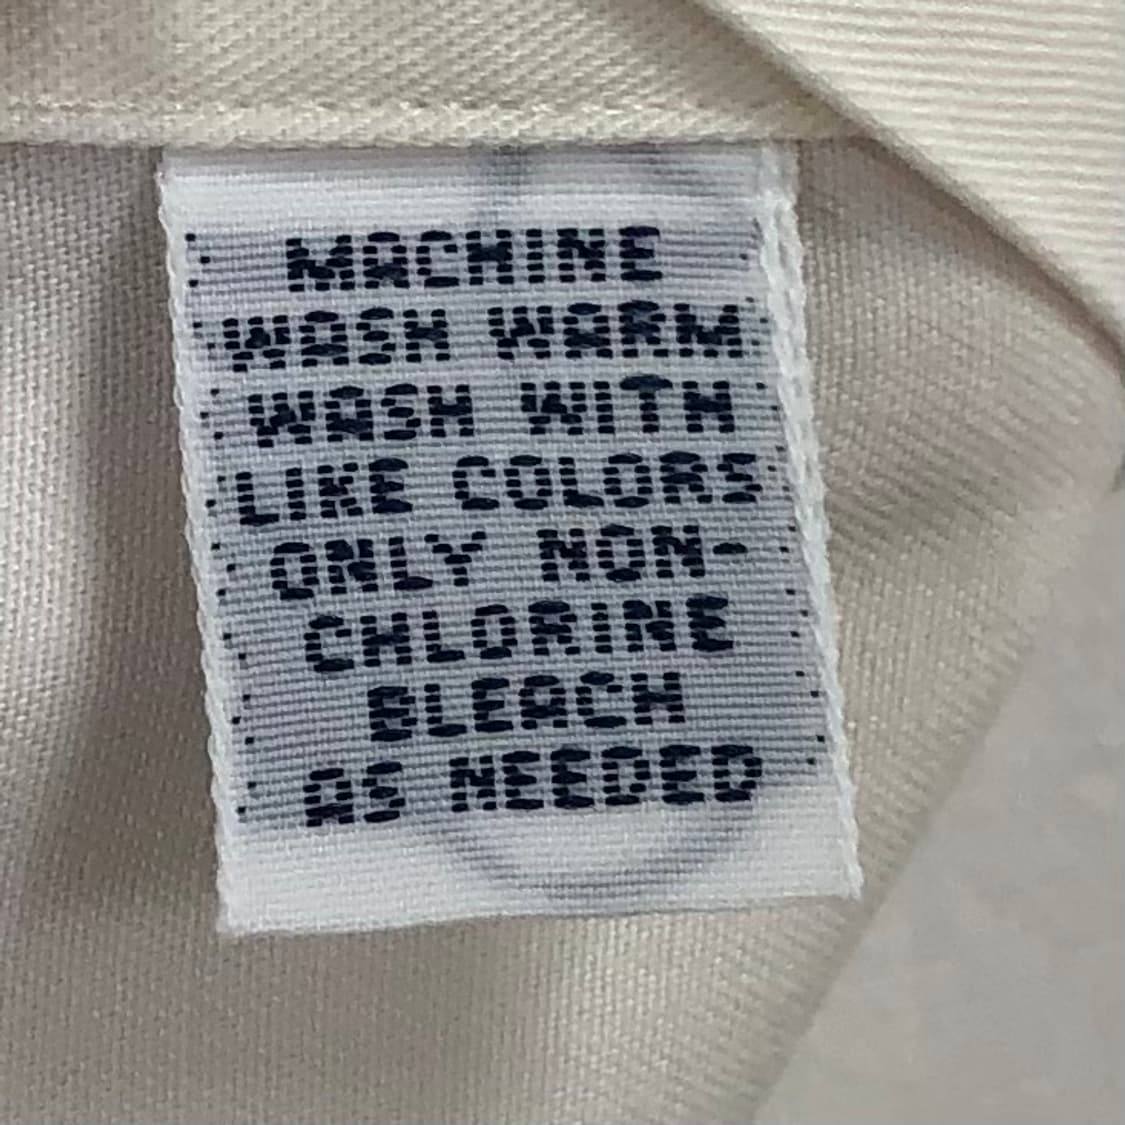 MACHINE
WASH WARM
WASH WITH
LIKE COLORS
ONLY NON-
CHLORINE
BLEACH
AS NEEDED